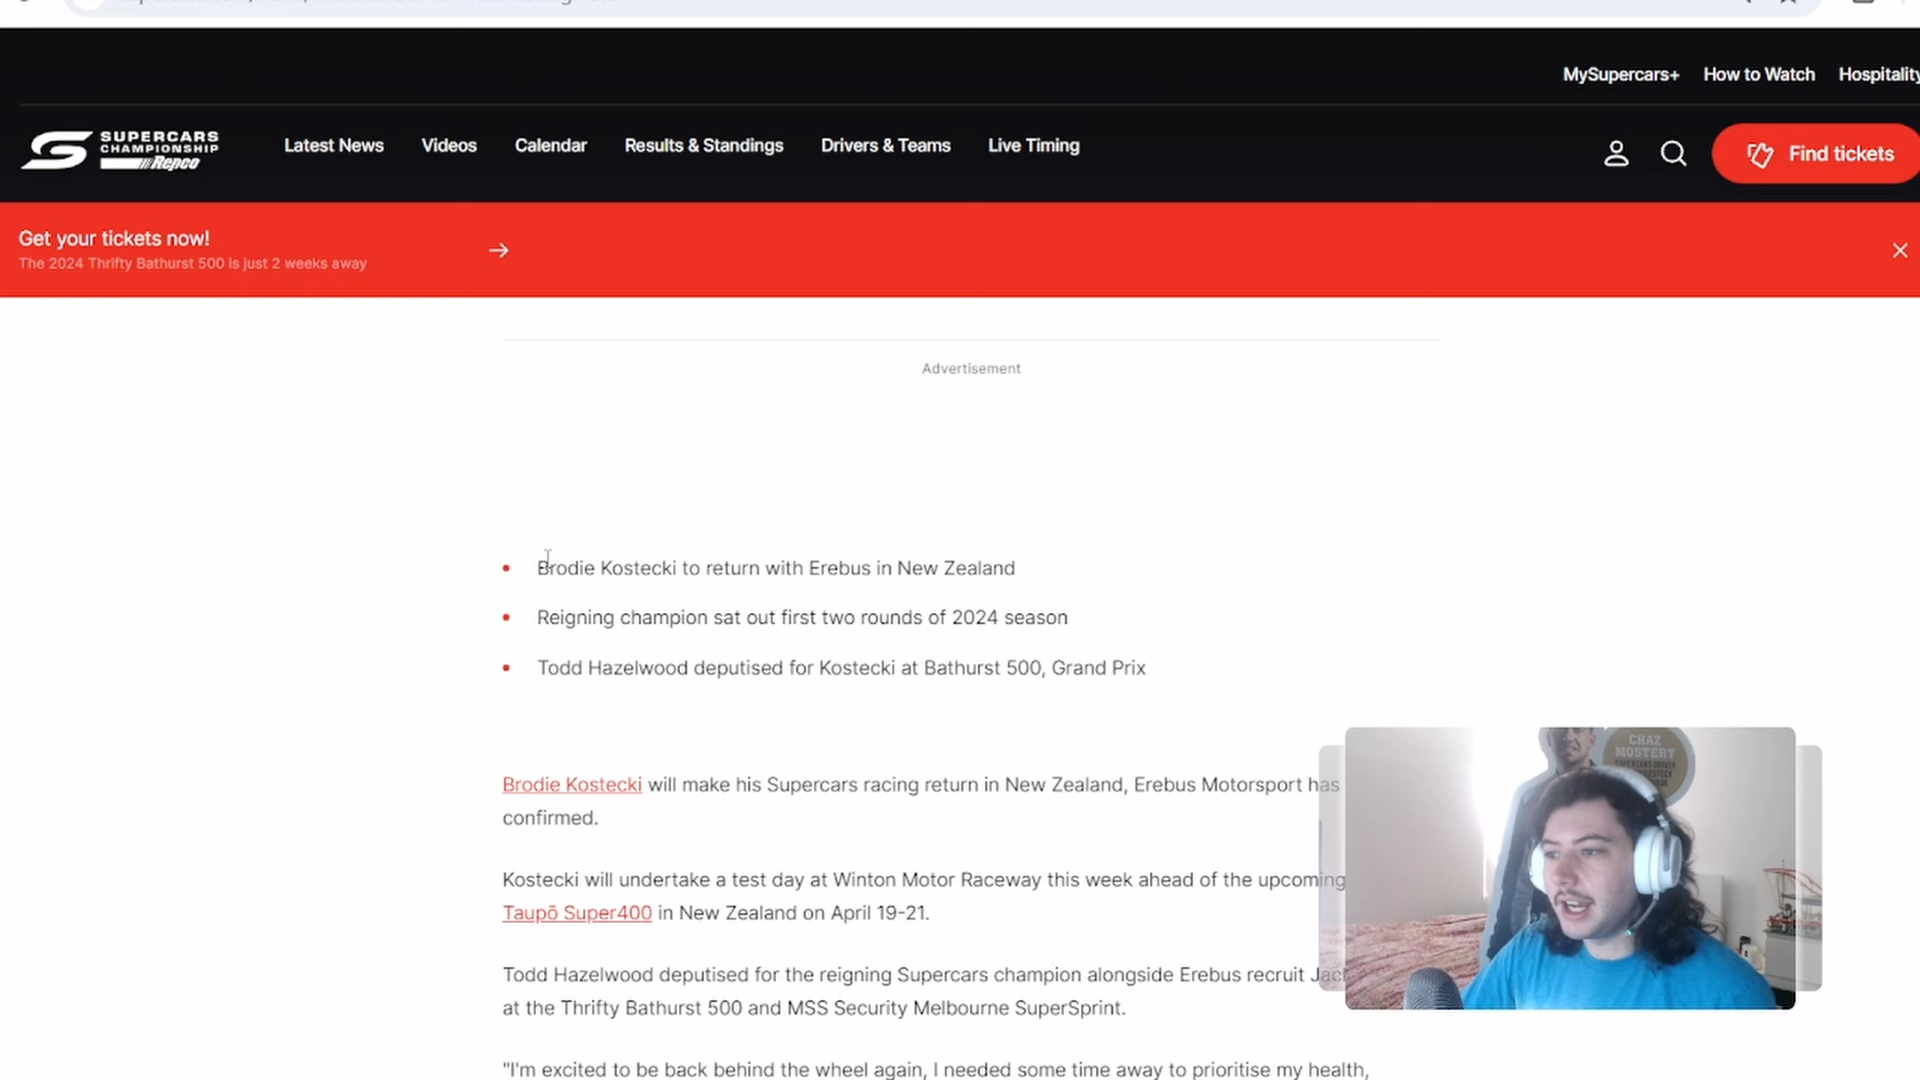 MySupercars+ How to Watch Hospitality
SUPERCARS
CHAMPIONSHIP
Repco
Latest News Videos Calendar Results & Standings Drivers & Teams Live Timing
Find tickets
Get your tickets now!
The 2024 Thrifty Bathurst 500 is just 2 weeks away
Advertisement
Brodie Kostecki to return with Erebus in New Zealand
Reigning champion sat out first two rounds of 2024 season
Todd Hazelwood deputised for Kostecki at Bathurst 500, Grand Prix
Brodie Kostecki will make his Supercars racing return in New Zealand, Erebus Motorsport has
confirmed.
Kostecki will undertake a test day at Winton Motor Raceway this week ahead of the upcoming
Taupō Super400 in New Zealand on April 19-21.
Todd Hazelwood deputised for the reigning Supercars champion alongside Erebus recruit
at the Thrifty Bathurst 500 and MSS Security Melbourne SuperSprint.
"I'm excited to be back behind the wheel again, I needed some time away to prioritise my health,
CHAZ
MOSTERT
SUPERCARS DRIVER